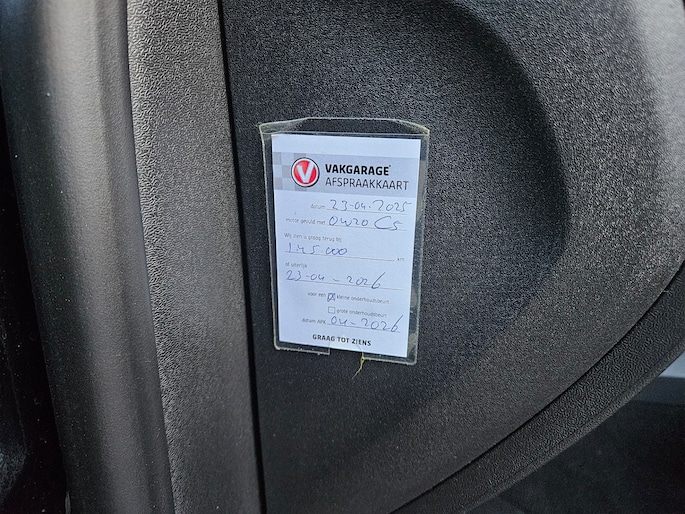 V VAKGARAGE
AFSPRAAKKAART
datum 23-04-2025
motor gevuld met 0W20 C5
Wij zien u graag terug bij
145 000 km
of uiterlijk
23-04-2026
voor een kleine onderhoudsbeurt
grote onderhoudsbeurt
datum APK 04-2026
GRAAG TOT ZIENS